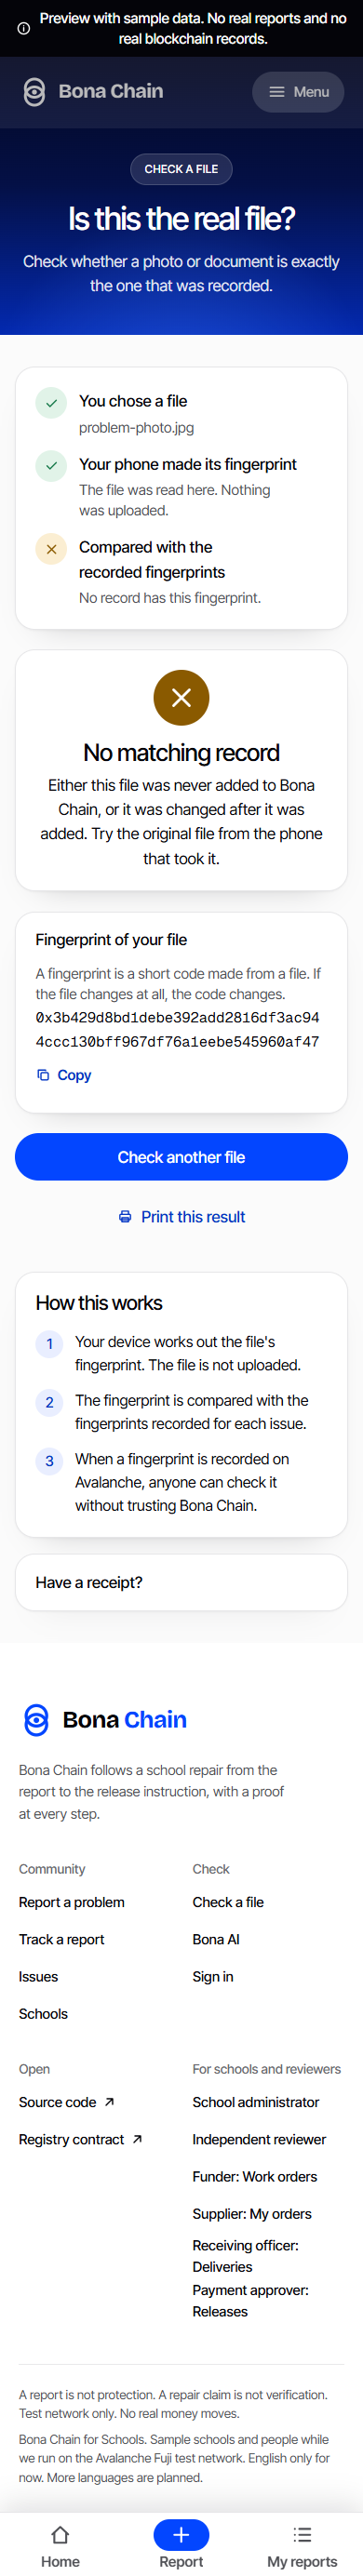 Preview with sample data. No real reports and no
real blockchain records.
Bona Chain
Menu
CHECK A FILE
Is this the real file?
Check whether a photo or document is exactly
the one that was recorded.
You chose a file
problem-photo.jpg
Your phone made its fingerprint
The file was read here. Nothing
was uploaded.
Compared with the
recorded fingerprints
No record has this fingerprint.
No matching record
Either this file was never added to Bona
Chain, or it was changed after it was
added. Try the original file from the phone
that took it.
Fingerprint of your file
A fingerprint is a short code made from a file. If
the file changes at all, the code changes.
0x3b429d8bd1debe392add2816df3ac94
4ccc130bff967df76a1eebe545960af47
Copy
Check another file
Print this result
How this works
1 Your device works out the file's
fingerprint. The file is not uploaded.
2 The fingerprint is compared with the
fingerprints recorded for each issue.
3 When a fingerprint is recorded on
Avalanche, anyone can check it
without trusting Bona Chain.
Have a receipt?
Bona Chain
Bona Chain follows a school repair from the
report to the release instruction, with a proof
at every step.
Community
Report a problem
Track a report
Issues
Schools
Check
Check a file
Bona AI
Sign in
Open
Source code
Registry contract
For schools and reviewers
School administrator
Independent reviewer
Funder: Work orders
Supplier: My orders
Receiving officer:
Deliveries
Payment approver:
Releases
A report is not protection. A repair claim is not verification.
Test network only. No real money moves.
Bona Chain for Schools. Sample schools and people while
we run on the Avalanche Fuji test network. English only for
now. More languages are planned.
Home
Report
My reports